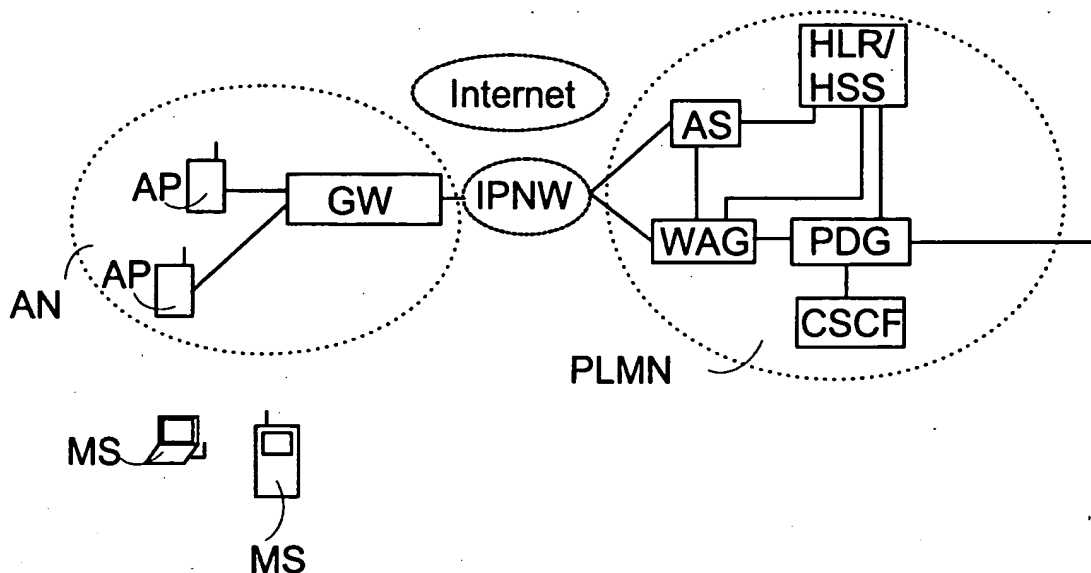 HLR/
HSS
Internet
AS
AP
GW
IPNW
WAG
PDG
AP
AN
CSCF
PLMN
MS
MS